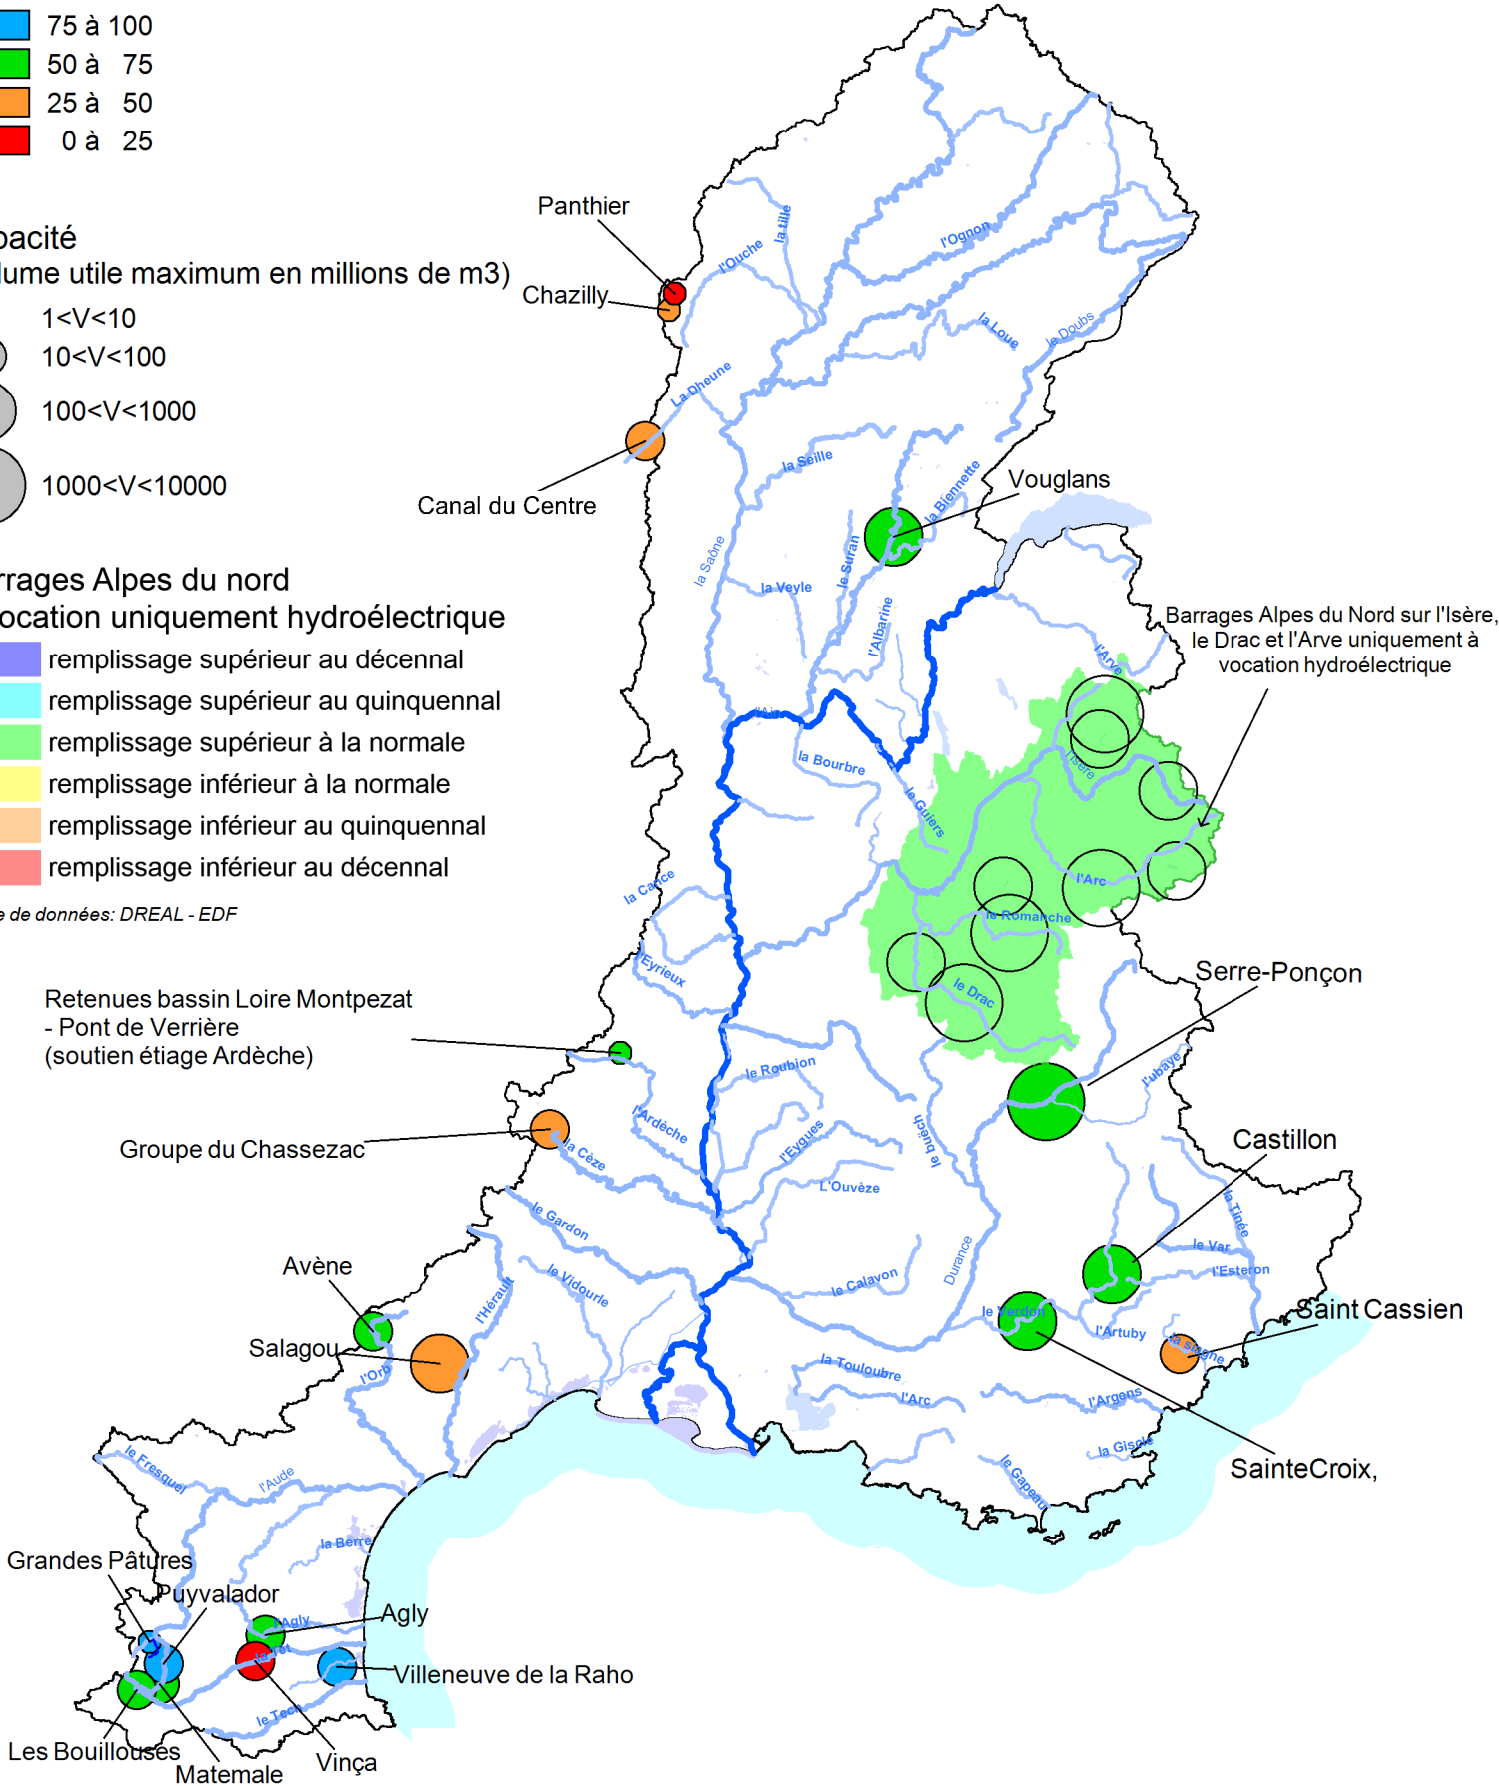 75 à 100
50 à 75
25 à 50
0 à 25
pacité
lume utile maximum en millions de m3)
1<V<10
10<V<100
100<V<1000
1000<V<10000
rrages Alpes du nord
ocation uniquement hydroélectrique
remplissage supérieur au décennal
remplissage supérieur au quinquennal
remplissage supérieur à la normale
remplissage inférieur à la normale
remplissage inférieur au quinquennal
remplissage inférieur au décennal
e de données: DREAL - EDF
Panthier
Chazilly
la tille
l'Ouche
l'Ognon
la Loue
le Doubs
La Dheune
Canal du Centre
la Seille
la Biennette
Vouglans
la Saône
le Suran
la Veyle
l'Albarine
Barrages Alpes du Nord sur l'Isère,
le Drac et l'Arve uniquement à
vocation hydroélectrique
l'Arve
l'Ain
la Bourbre
l'Isère
le Guiers
la Cance
l'Arc
le Romanche
l'Eyrieux
le Drac
Serre-Ponçon
Retenues bassin Loire Montpezat
- Pont de Verrière
(soutien étiage Ardèche)
le Roubion
l'ubaye
l'Ardèche
l'Eygues
le buëch
Groupe du Chassezac
la Cèze
Castillon
L'Ouvèze
le Gardon
la Tinée
le Var
l'Esteron
Avène
le Vidourle
l'Hérault
le Calavon
Durance
le Verdon
Saint Cassien
l'Artuby
la siagne
Salagou
l'Orb
la Touloubre
l'Arc
l'Argens
la Giscle
le Gapeau
SainteCroix,
le Fresquel
l'Aude
la Berre
Grandes Pâtures
Puyvalador
l'Agly
Agly
la Têt
Villeneuve de la Raho
le Tech
Les Bouillouses
Matemale
Vinça